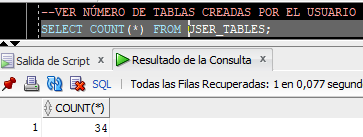 --VER NÚMERO DE TABLAS CREADAS POR EL USUARIO
SELECT COUNT(*) FROM USER_TABLES;
Salida de Script Resultado de la Consulta
SQL Todas las Filas Recuperadas: 1 en 0,077 segundo
COUNT(*)
1 34